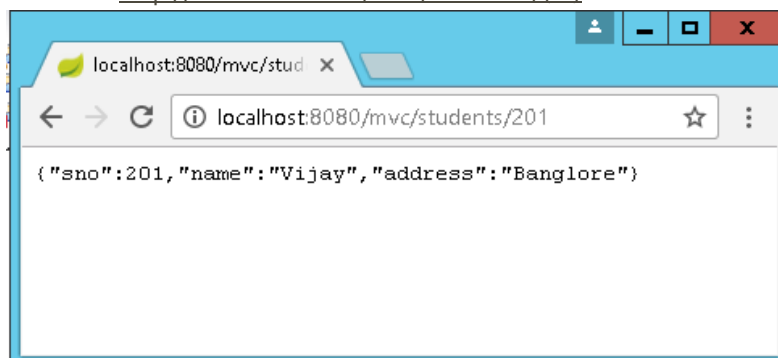 localhost:8080/mvc/stud
localhost:8080/mvc/students/201
{"sno":201,"name":"Vijay","address":"Banglore"}